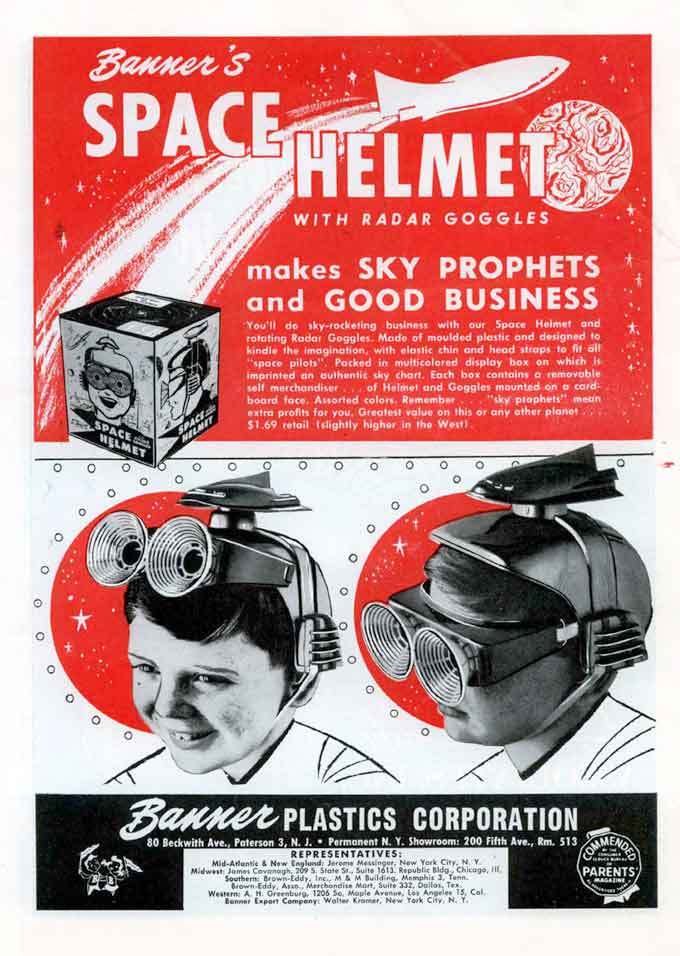 Banner's
SPACE
HELMET
WITH RADAR GOGGLES
makes SKY PROPHETS
and GOOD BUSINESS
You'll do sky-rocketing business with our Space Helmet and
rotating Radar Goggles. Made of moulded plastic and designed to
kindle the imagination, with elastic chin and head straps to fit all
"space pilots". Packed in multicolored display box on which is
imprinted an authentic sky chart. Each box contains a removable
self merchandiser . . . of Helmet and Goggles mounted on a card-
board face. Assorted colors. Remember . . . "sky prophets" mean
extra profits for you. Greatest value on this or any other planet . . .
$1.69 retail (slightly higher in the West).
SPACE
HELMET
SPACE
HELMET
Banner PLASTICS CORPORATION
80 Beckwith Ave., Paterson 3, N. J. • Permanent N. Y. Showroom: 200 Fifth Ave., Rm. 513
REPRESENTATIVES:
Mid-Atlantic & New England: Jerome Messinger, New York City, N. Y.
Midwest: James Cavanagh, 209 S. State St., Suite 1613. Republic Bldg., Chicago, Ill.
Southern: Brown-Eddy, Inc., M & M Building, Memphis 3, Tenn.
Brown-Eddy, Asso., Merchandise Mart, Suite 332, Dallas, Tex.
Western: A. H. Greenburg, 1206 So. Maple Avenue, Los Angeles 15, Cal.
Banner Export Company: Walter Kramer, New York City, N. Y.
COMMENDED
BY THE
CONSUMER
SERVICE BUREAU
OF
PARENTS'
MAGAZINE
AS ADVERTISED THEREIN